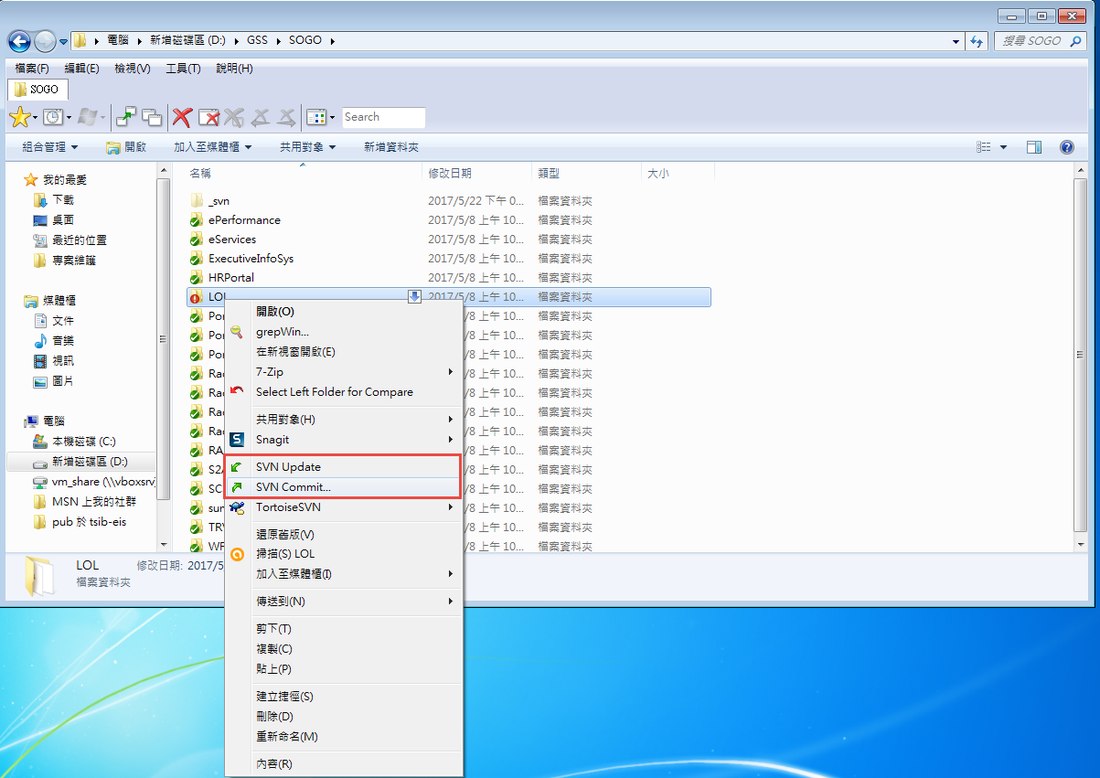 電腦 新增磁碟區 (D:) GSS SOGO
搜尋 SOGO
檔案(F) 編輯(E) 檢視(V) 工具(T) 說明(H)
SOGO
Search
組合管理 開啟 加入至媒體櫃 共用對象 新增資料夾
我的最愛
下載
桌面
最近的位置
專案維護
媒體櫃
文件
音樂
視訊
圖片
電腦
本機磁碟 (C:)
新增磁碟區 (D:)
vm_share (\\vboxsrv)
MSN 上我的社群
pub 於 tsib-eis
名稱 修改日期 類型 大小
_svn 2017/5/22 下午 0... 檔案資料夾
ePerformance 2017/5/8 上午 10... 檔案資料夾
eServices 2017/5/8 上午 10... 檔案資料夾
ExecutiveInfoSys 2017/5/8 上午 10... 檔案資料夾
HRPortal 2017/5/8 上午 10... 檔案資料夾
LOL 2017/5/8 上午 10... 檔案資料夾
Por /8 上午 10... 檔案資料夾
Por /8 上午 10... 檔案資料夾
Por /8 上午 10... 檔案資料夾
Rac /8 上午 10... 檔案資料夾
Rac /8 上午 10... 檔案資料夾
Rac /8 上午 10... 檔案資料夾
Rac /8 上午 10... 檔案資料夾
RA /8 上午 10... 檔案資料夾
S2 /8 上午 10... 檔案資料夾
SC /8 上午 10... 檔案資料夾
sun /8 上午 10... 檔案資料夾
TR /8 上午 10... 檔案資料夾
WF /8 上午 10... 檔案資料夾
開啟(O)
grepWin...
在新視窗開啟(E)
7-Zip
Select Left Folder for Compare
共用對象(H)
Snagit
SVN Update
SVN Commit...
TortoiseSVN
還原舊版(V)
掃描(S) LOL
加入至媒體櫃(I)
傳送到(N)
剪下(T)
複製(C)
貼上(P)
建立捷徑(S)
刪除(D)
重新命名(M)
內容(R)
LOL 修改日期: 2017/5
檔案資料夾